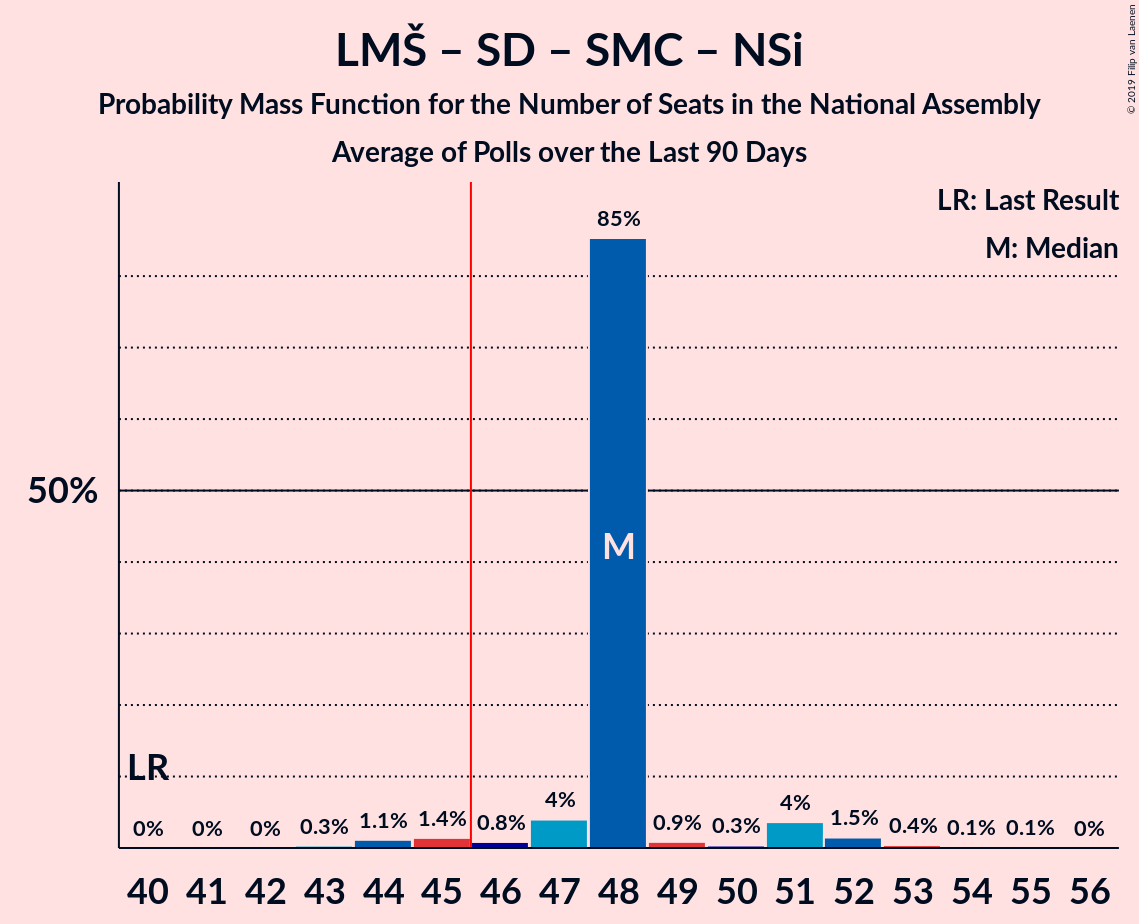 LMŠ – SD – SMC – NSi
Probability Mass Function for the Number of Seats in the National Assembly
Average of Polls over the Last 90 Days
© 2019 Filip van Laenen
LR: Last Result
M: Median
85%
50%
M
LR
0% 0% 0% 0.3% 1.1% 1.4% 0.8% 4% 0.9% 0.3% 4% 1.5% 0.4% 0.1% 0.1% 0%
40 41 42 43 44 45 46 47 48 49 50 51 52 53 54 55 56